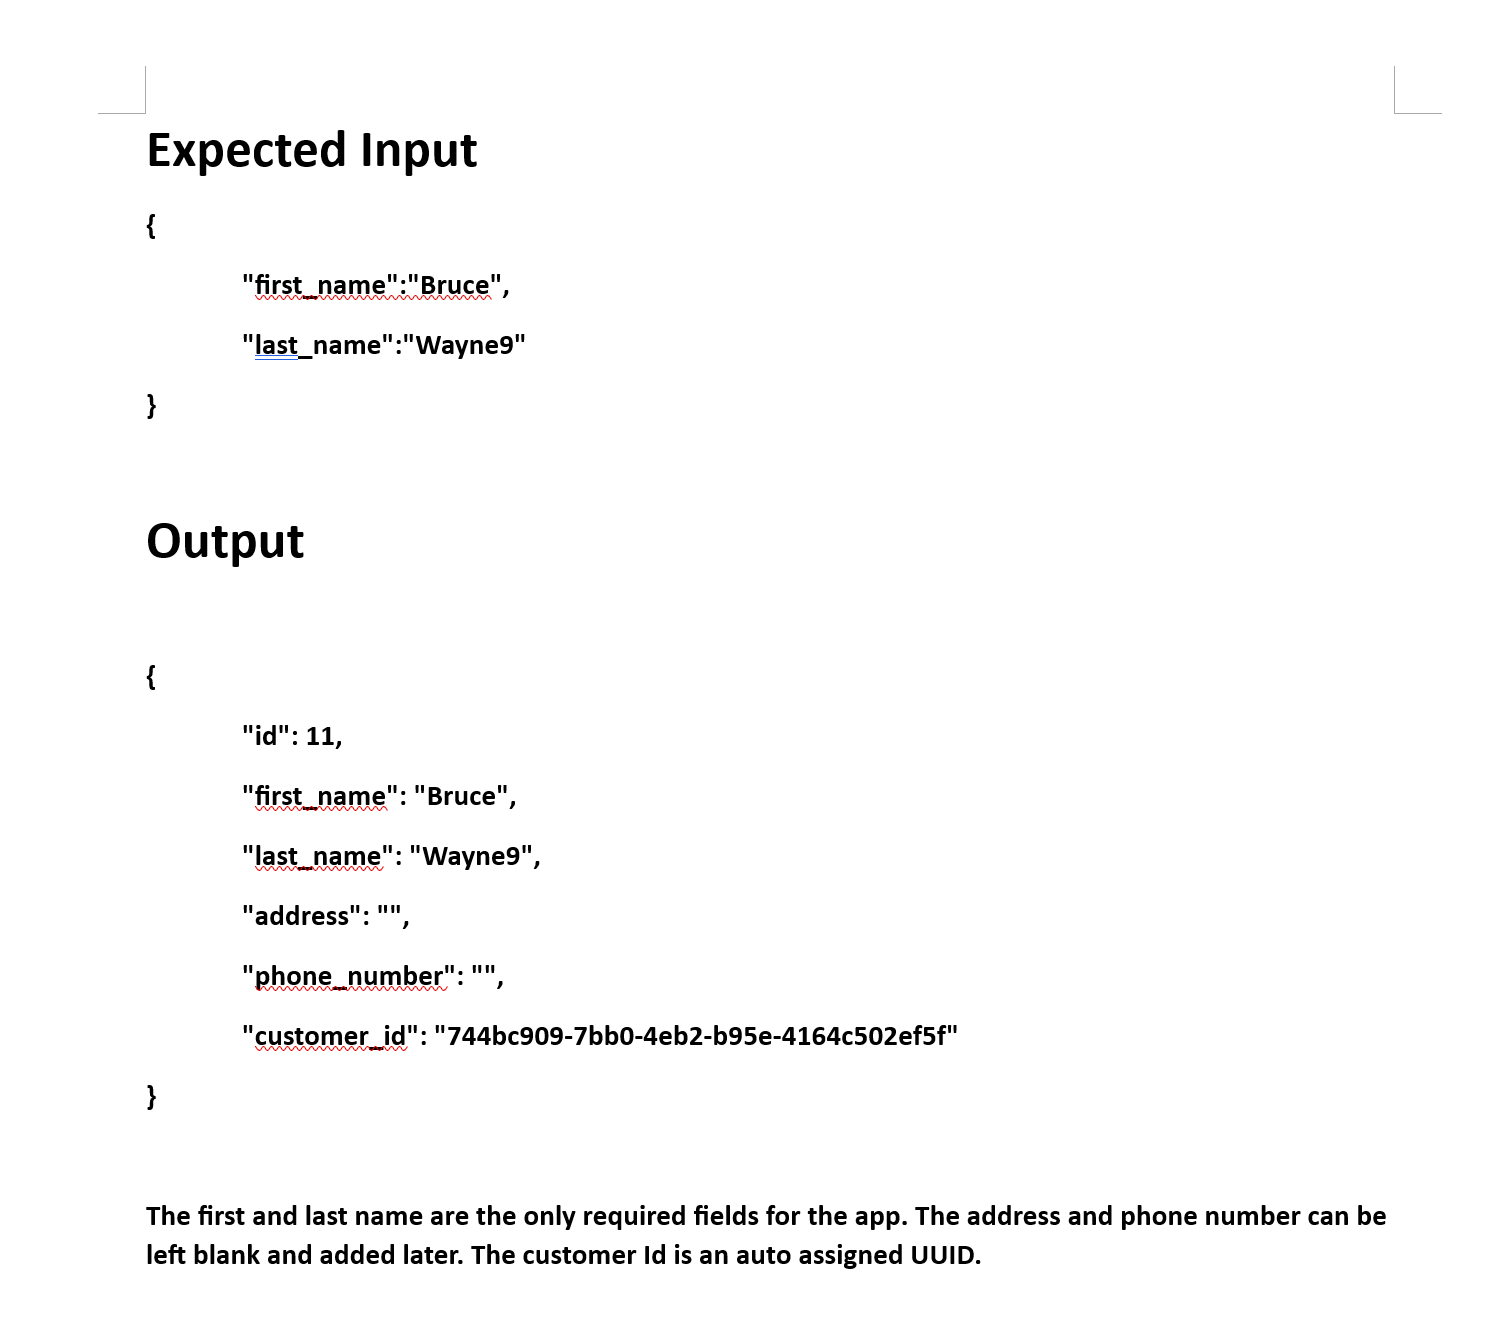 Expected Input
{
"first_name":"Bruce",
"last_name":"Wayne9"
}
Output
{
"id": 11,
"first_name": "Bruce",
"last_name": "Wayne9",
"address": "",
"phone_number": "",
"customer_id": "744bc909-7bb0-4eb2-b95e-4164c502ef5f"
}
The first and last name are the only required fields for the app. The address and phone number can be
left blank and added later. The customer Id is an auto assigned UUID.